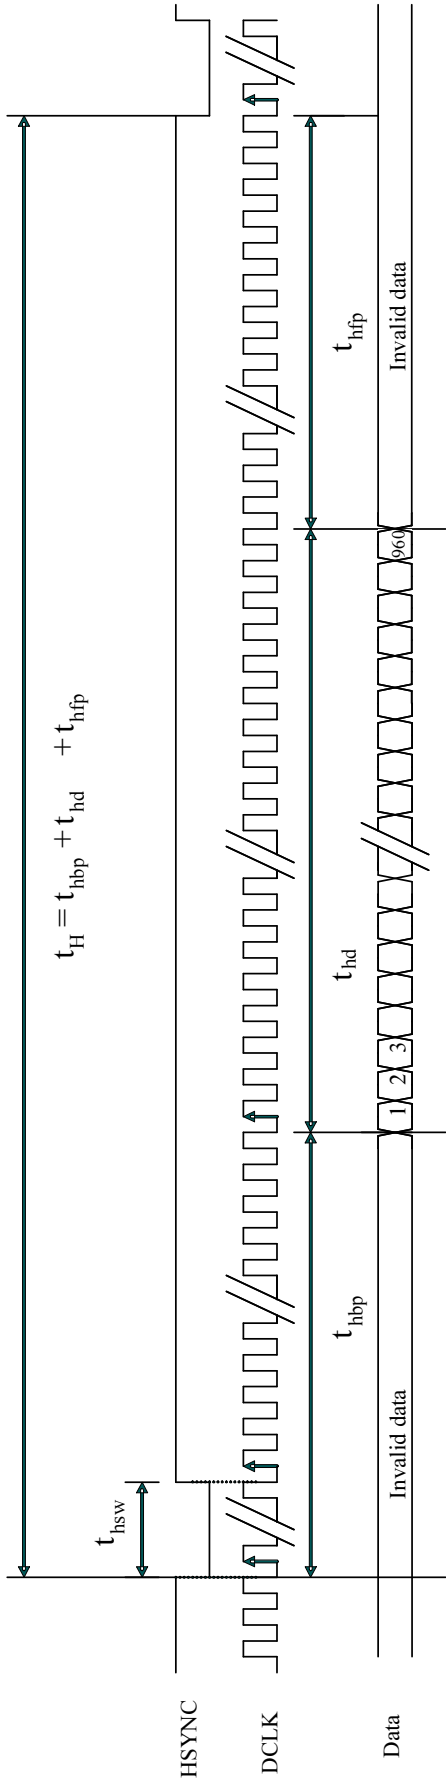 t_H = t_hbp + t_hd + t_hfp
t_hsw
HSYNC
DCLK
t_hbp
t_hd
t_hfp
Data
Invalid data
1 2 3
960
Invalid data